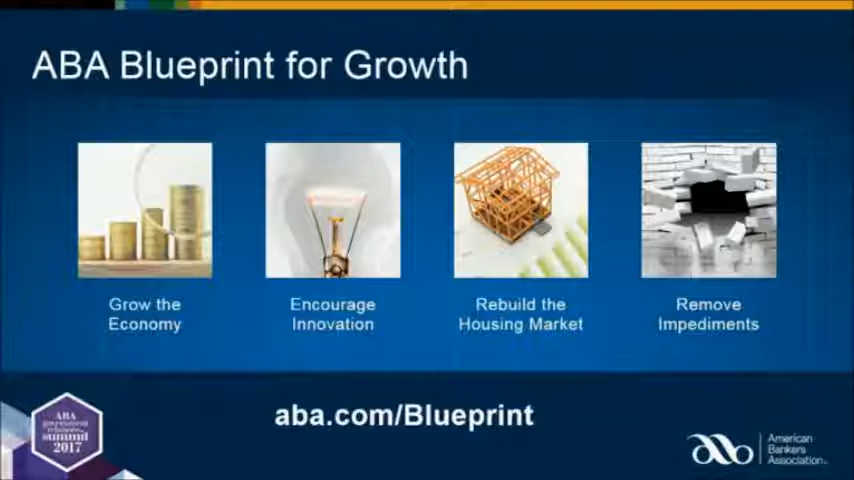 ABA Blueprint for Growth
Grow the
Economy
Encourage
Innovation
Rebuild the
Housing Market
Remove
Impediments
aba.com/Blueprint
ABA
summit
2017
American
Bankers
Association